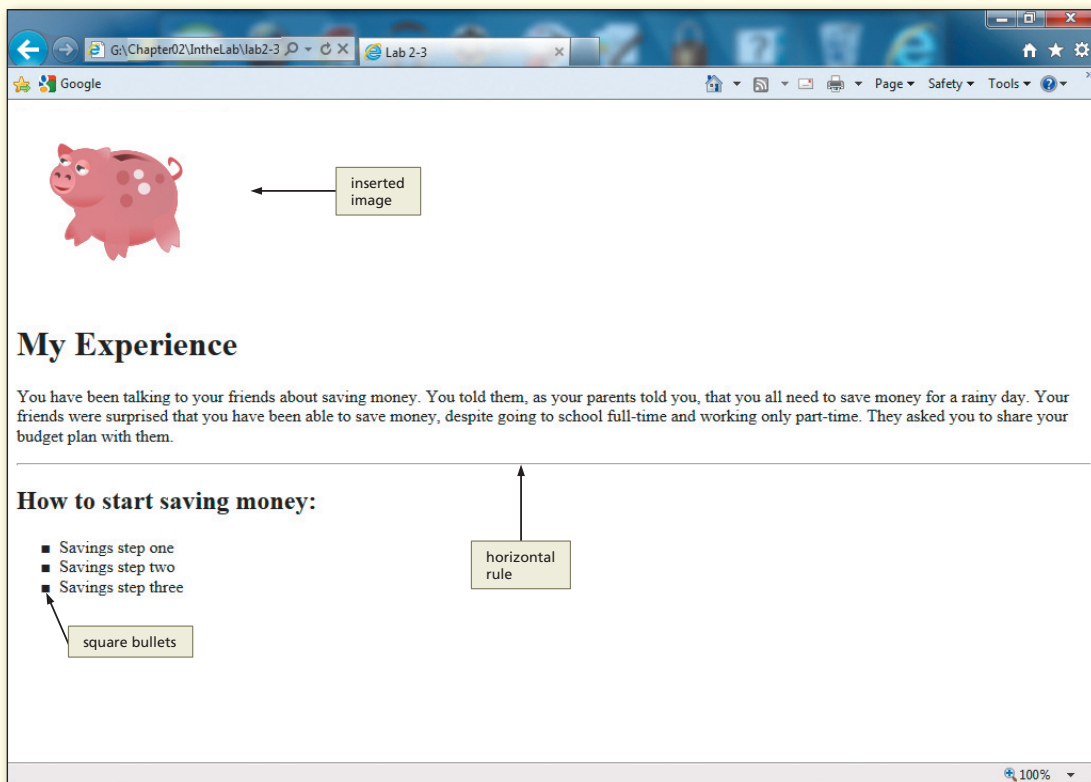 G:\Chapter02\IntheLab\lab2-3
Lab 2-3
Google
Page
Safety
Tools
inserted
image
My Experience
You have been talking to your friends about saving money. You told them, as your parents told you, that you all need to save money for a rainy day. Your
friends were surprised that you have been able to save money, despite going to school full-time and working only part-time. They asked you to share your
budget plan with them.
How to start saving money:
■ Savings step one
■ Savings step two
■ Savings step three
horizontal
rule
square bullets
100%